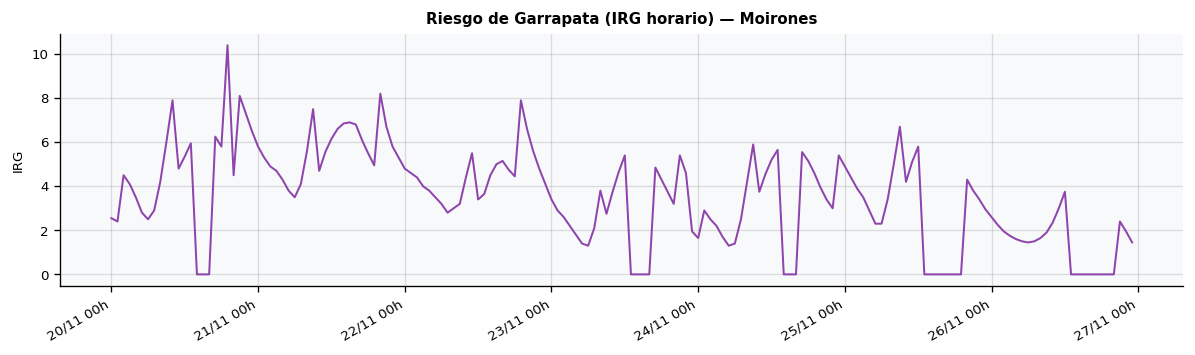 Riesgo de Garrapata (IRG horario) — Moirones
IRG
10
8
6
4
2
0
20/11 00h
21/11 00h
22/11 00h
23/11 00h
24/11 00h
25/11 00h
26/11 00h
27/11 00h